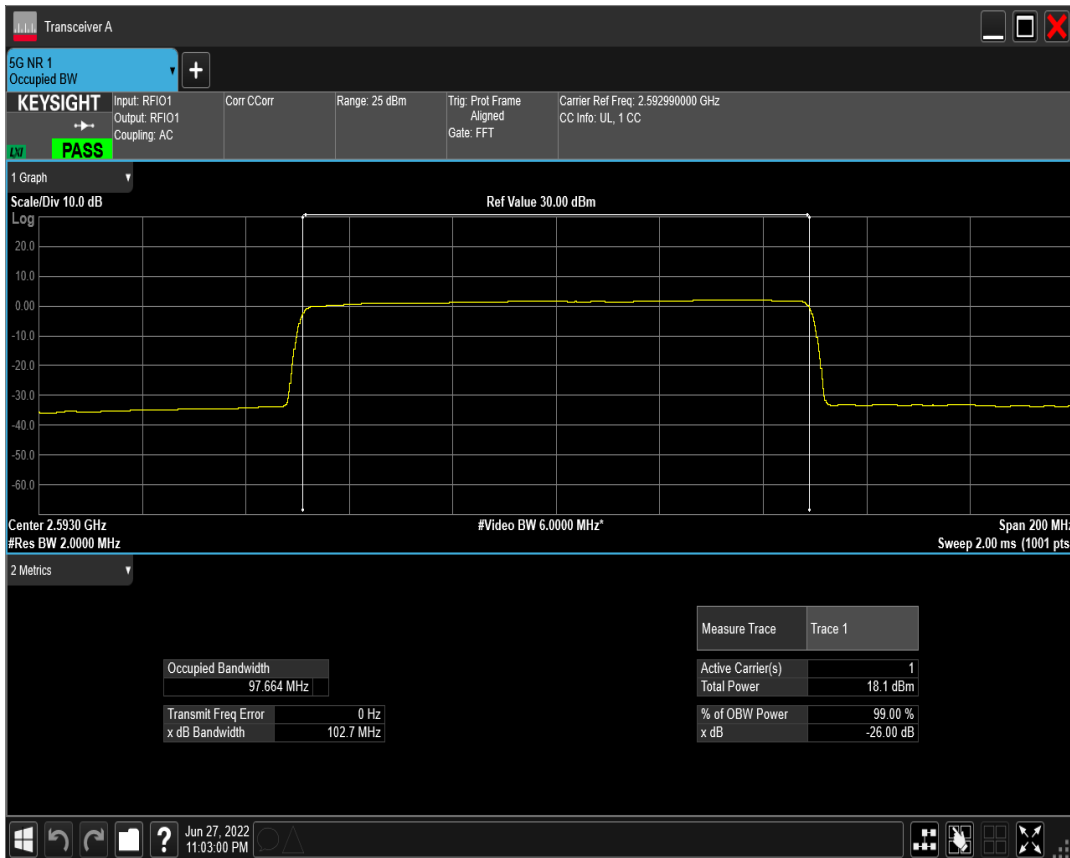 Transceiver A
5G NR 1
Occupied BW
KEYSIGHT
LXI
PASS
Input: RFIO1
Output: RFIO1
Coupling: AC
Corr CCorr
Range: 25 dBm
Trig: Prot Frame
Aligned
Gate: FFT
Carrier Ref Freq: 2.592990000 GHz
CC Info: UL, 1 CC
1 Graph
Scale/Div 10.0 dB
Ref Value 30.00 dBm
Log
20.0
10.0
0.00
-10.0
-20.0
-30.0
-40.0
-50.0
-60.0
Center 2.5930 GHz
#Video BW 6.0000 MHz*
Span 200 MHz
#Res BW 2.0000 MHz
Sweep 2.00 ms (1001 pts
2 Metrics
Measure Trace Trace 1
Occupied Bandwidth
97.664 MHz
Active Carrier(s) 1
Total Power 18.1 dBm
Transmit Freq Error 0 Hz
x dB Bandwidth 102.7 MHz
% of OBW Power 99.00 %
x dB -26.00 dB
Jun 27, 2022
11:03:00 PM